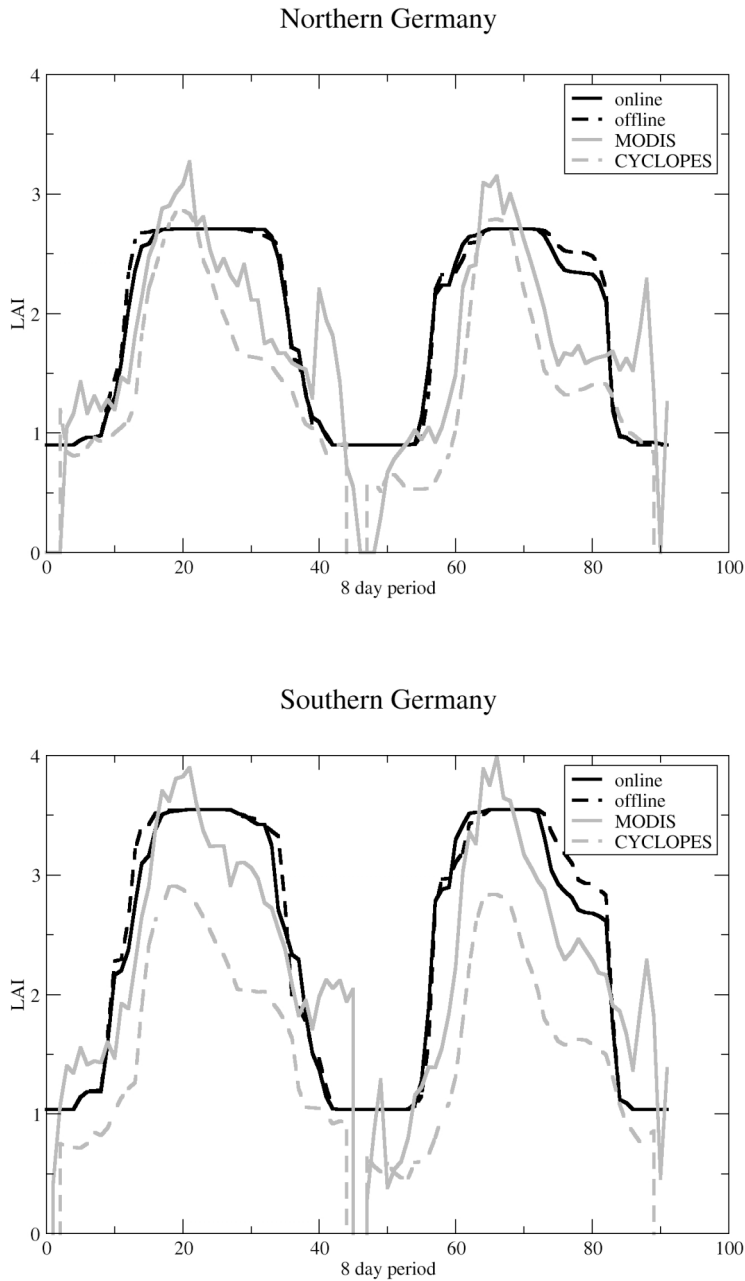 Northern Germany
4
3
2
1
0
LAI
online
offline
MODIS
CYCLOPES
0 20 40 60 80 100
8 day period
Southern Germany
4
3
2
1
0
LAI
online
offline
MODIS
CYCLOPES
0 20 40 60 80 100
8 day period